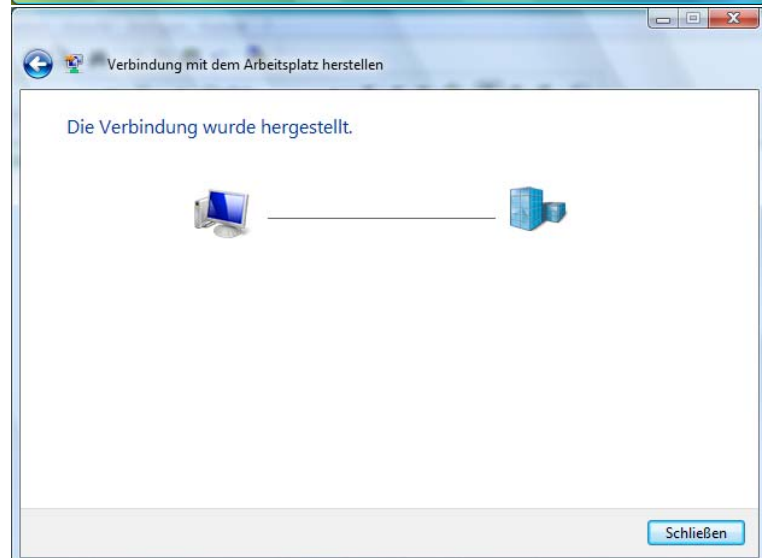 Verbindung mit dem Arbeitsplatz herstellen
Die Verbindung wurde hergestellt.
Schließen